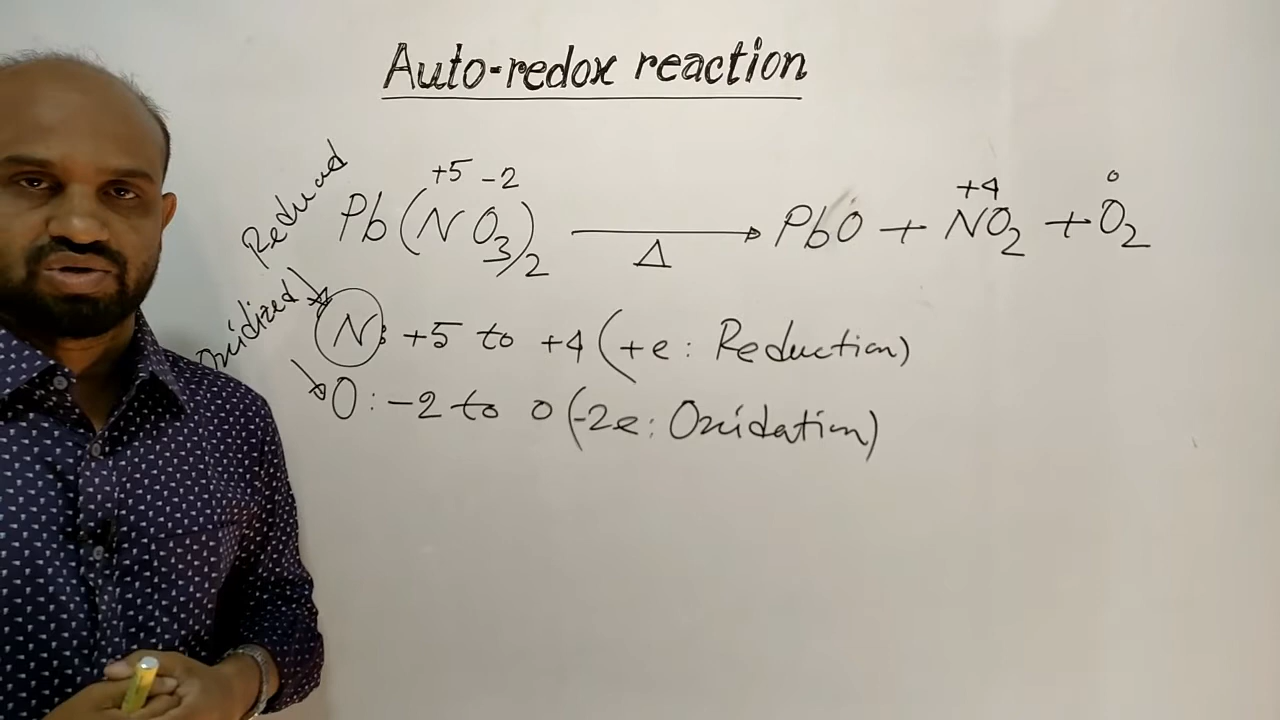 Auto-redox reaction
+5 -2
+4
0
Pb(NO3)2 → PbO + NO2 + O2
Δ
Reduced
Oxidized
N: +5 to +4 (+e: Reduction)
O: -2 to 0 (-2e: Oxidation)